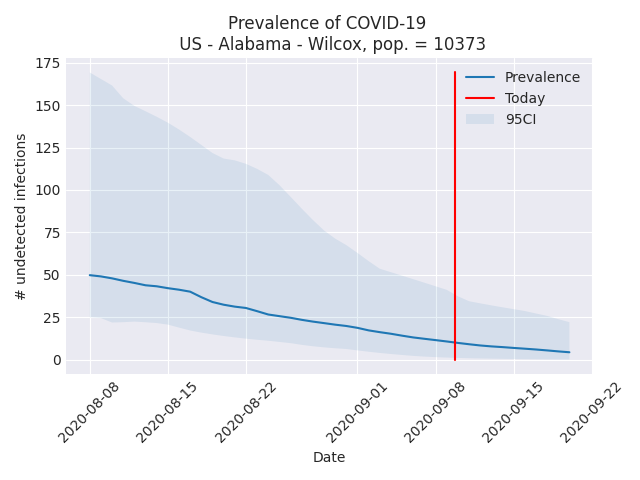 Prevalence of COVID-19
US - Alabama - Wilcox, pop. = 10373
175
150
125
100
75
50
25
0
# undetected infections
Prevalence
Today
95CI
2020-08-08
2020-08-15
2020-08-22
2020-09-01
2020-09-08
2020-09-15
2020-09-22
Date